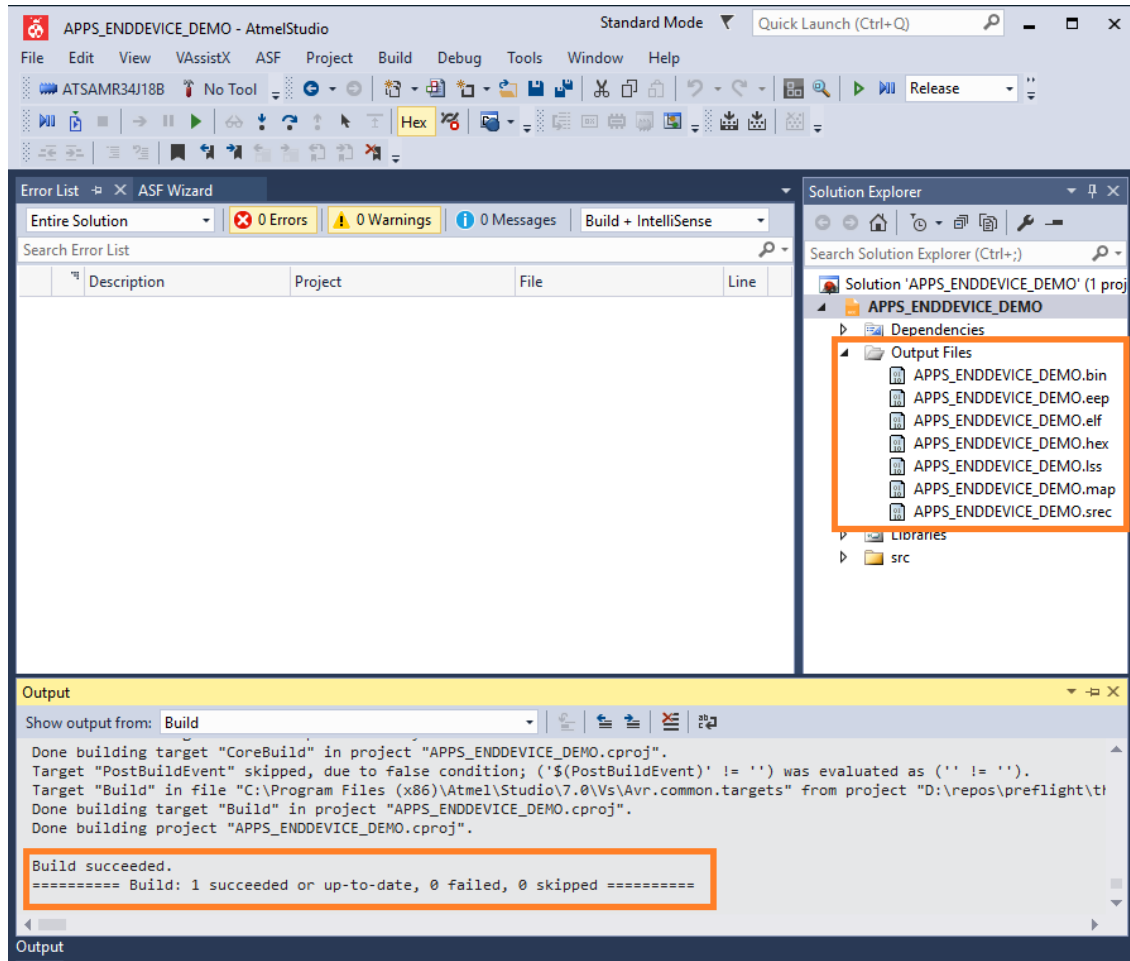 APPS_ENDDEVICE_DEMO - AtmelStudio
Standard Mode
Quick Launch (Ctrl+Q)
File Edit View VAssistX ASF Project Build Debug Tools Window Help
ATSAMR34J18B No Tool Release
Hex
Error List ASF Wizard
Entire Solution 0 Errors 0 Warnings 0 Messages Build + IntelliSense
Search Error List
Description Project File Line
Solution Explorer
Search Solution Explorer (Ctrl+;)
Solution 'APPS_ENDDEVICE_DEMO' (1 proj
APPS_ENDDEVICE_DEMO
Dependencies
Output Files
APPS_ENDDEVICE_DEMO.bin
APPS_ENDDEVICE_DEMO.eep
APPS_ENDDEVICE_DEMO.elf
APPS_ENDDEVICE_DEMO.hex
APPS_ENDDEVICE_DEMO.lss
APPS_ENDDEVICE_DEMO.map
APPS_ENDDEVICE_DEMO.srec
Libraries
src
Output
Show output from: Build
Done building target "CoreBuild" in project "APPS_ENDDEVICE_DEMO.cproj".
Target "PostBuildEvent" skipped, due to false condition; ('$(PostBuildEvent)' != '') was evaluated as ('' != '').
Target "Build" in file "C:\Program Files (x86)\Atmel\Studio\7.0\Vs\Avr.common.targets" from project "D:\repos\preflight\th
Done building target "Build" in project "APPS_ENDDEVICE_DEMO.cproj".
Done building project "APPS_ENDDEVICE_DEMO.cproj".
Build succeeded.
========== Build: 1 succeeded or up-to-date, 0 failed, 0 skipped ==========
Output